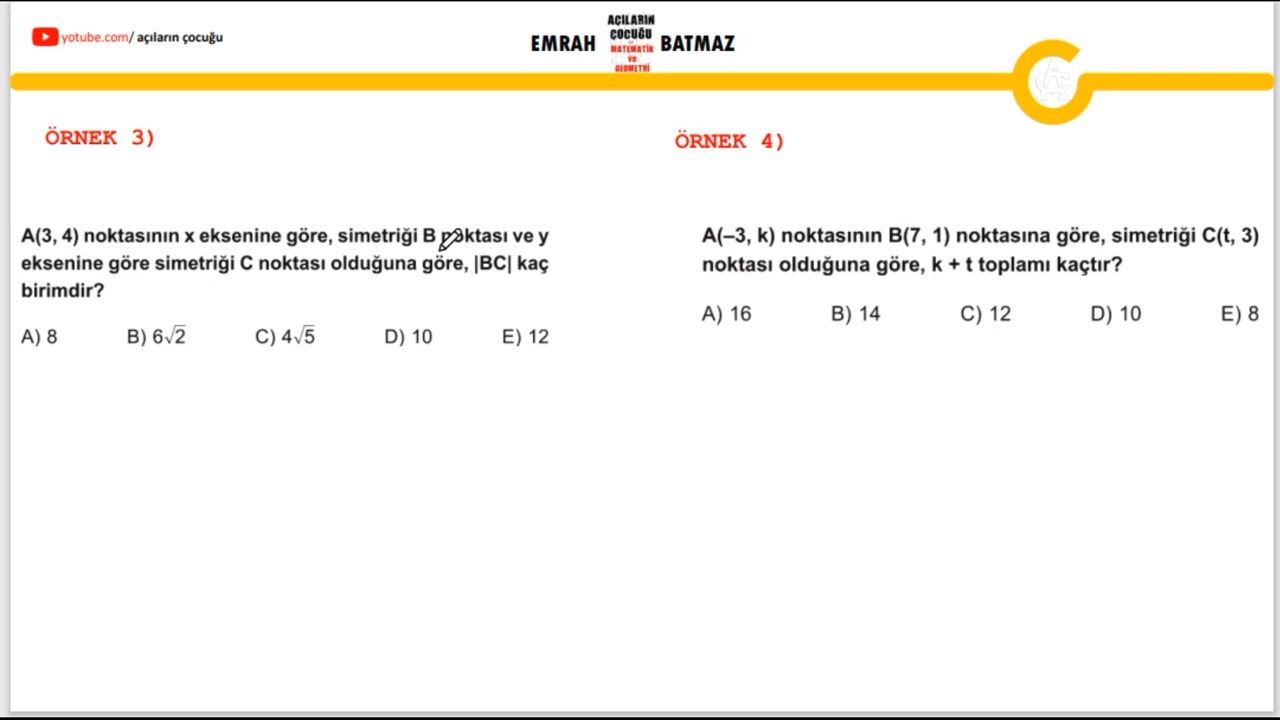 yotube.com/ açıların çocuğu
EMRAH
AÇILARIN
ÇOCUĞU
MATEMATİK
ve
GEOMETRİ
BATMAZ
ÖRNEK 3)
A(3, 4) noktasının x eksenine göre, simetriği B noktası ve y
eksenine göre simetriği C noktası olduğuna göre, |BC| kaç
birimdir?
A) 8 B) 6√2 C) 4√5 D) 10 E) 12
ÖRNEK 4)
A(–3, k) noktasının B(7, 1) noktasına göre, simetriği C(t, 3)
noktası olduğuna göre, k + t toplamı kaçtır?
A) 16 B) 14 C) 12 D) 10 E) 8